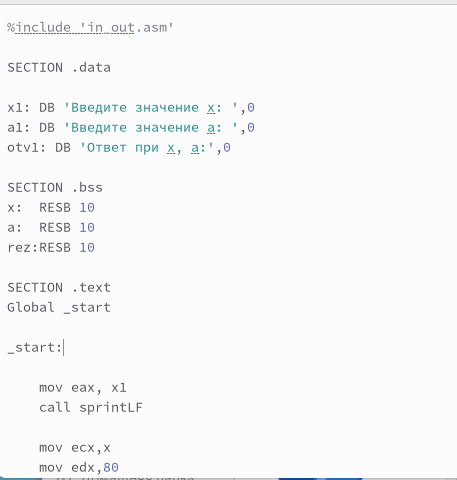 %include 'in_out.asm'
SECTION .data
x1: DB 'Введите значение x: ',0
a1: DB 'Введите значение a: ',0
otv1: DB 'Ответ при x, a:',0
SECTION .bss
x:  RESB 10
a:  RESB 10
rez:RESB 10
SECTION .text
Global _start
_start:
mov eax, x1
call sprintLF
mov ecx,x
mov edx,80